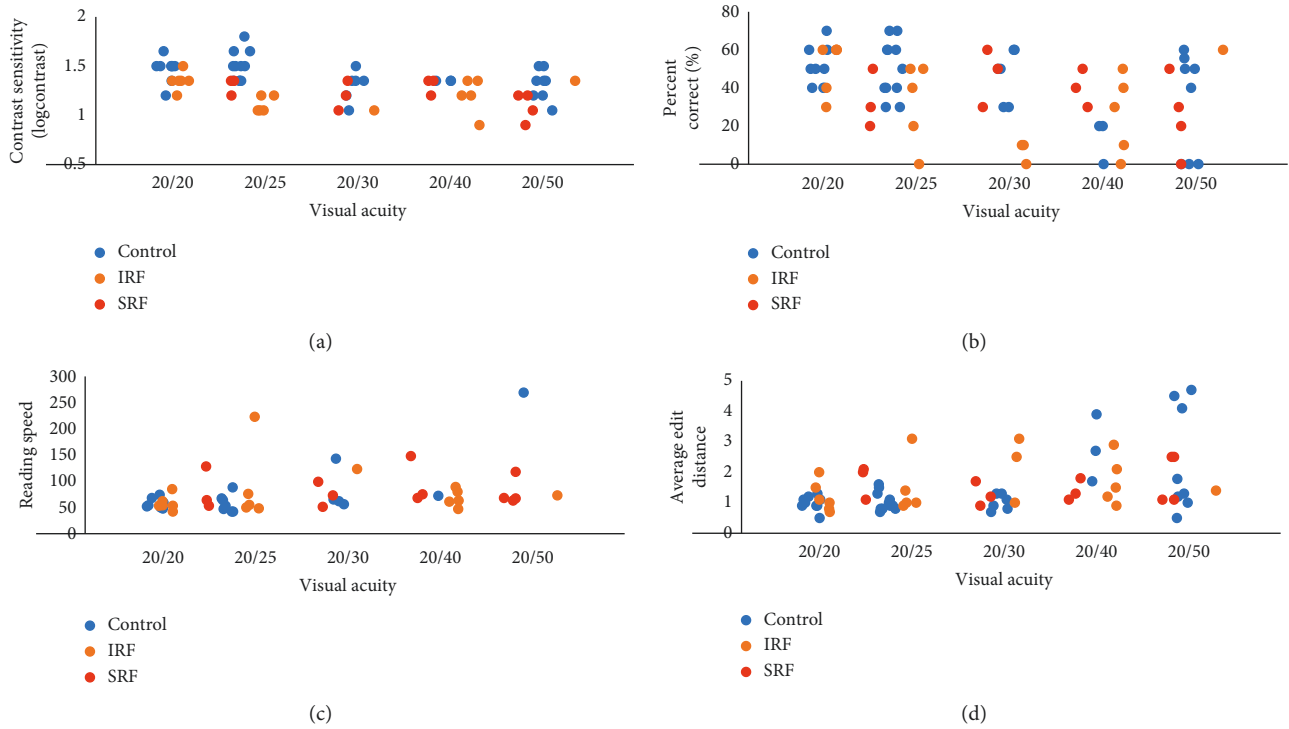 Contrast sensitivity
(logcontrast)
2
1.5
1
0.5
20/20 20/25 20/30 20/40 20/50
Visual acuity
Control
IRF
SRF
(a)
Percent
correct (%)
80
60
40
20
0
20/20 20/25 20/30 20/40 20/50
Visual acuity
Control
IRF
SRF
(b)
Reading speed
300
250
200
150
100
50
0
20/20 20/25 20/30 20/40 20/50
Visual acuity
Control
IRF
SRF
(c)
Average edit
distance
5
4
3
2
1
0
20/20 20/25 20/30 20/40 20/50
Visual acuity
Control
IRF
SRF
(d)